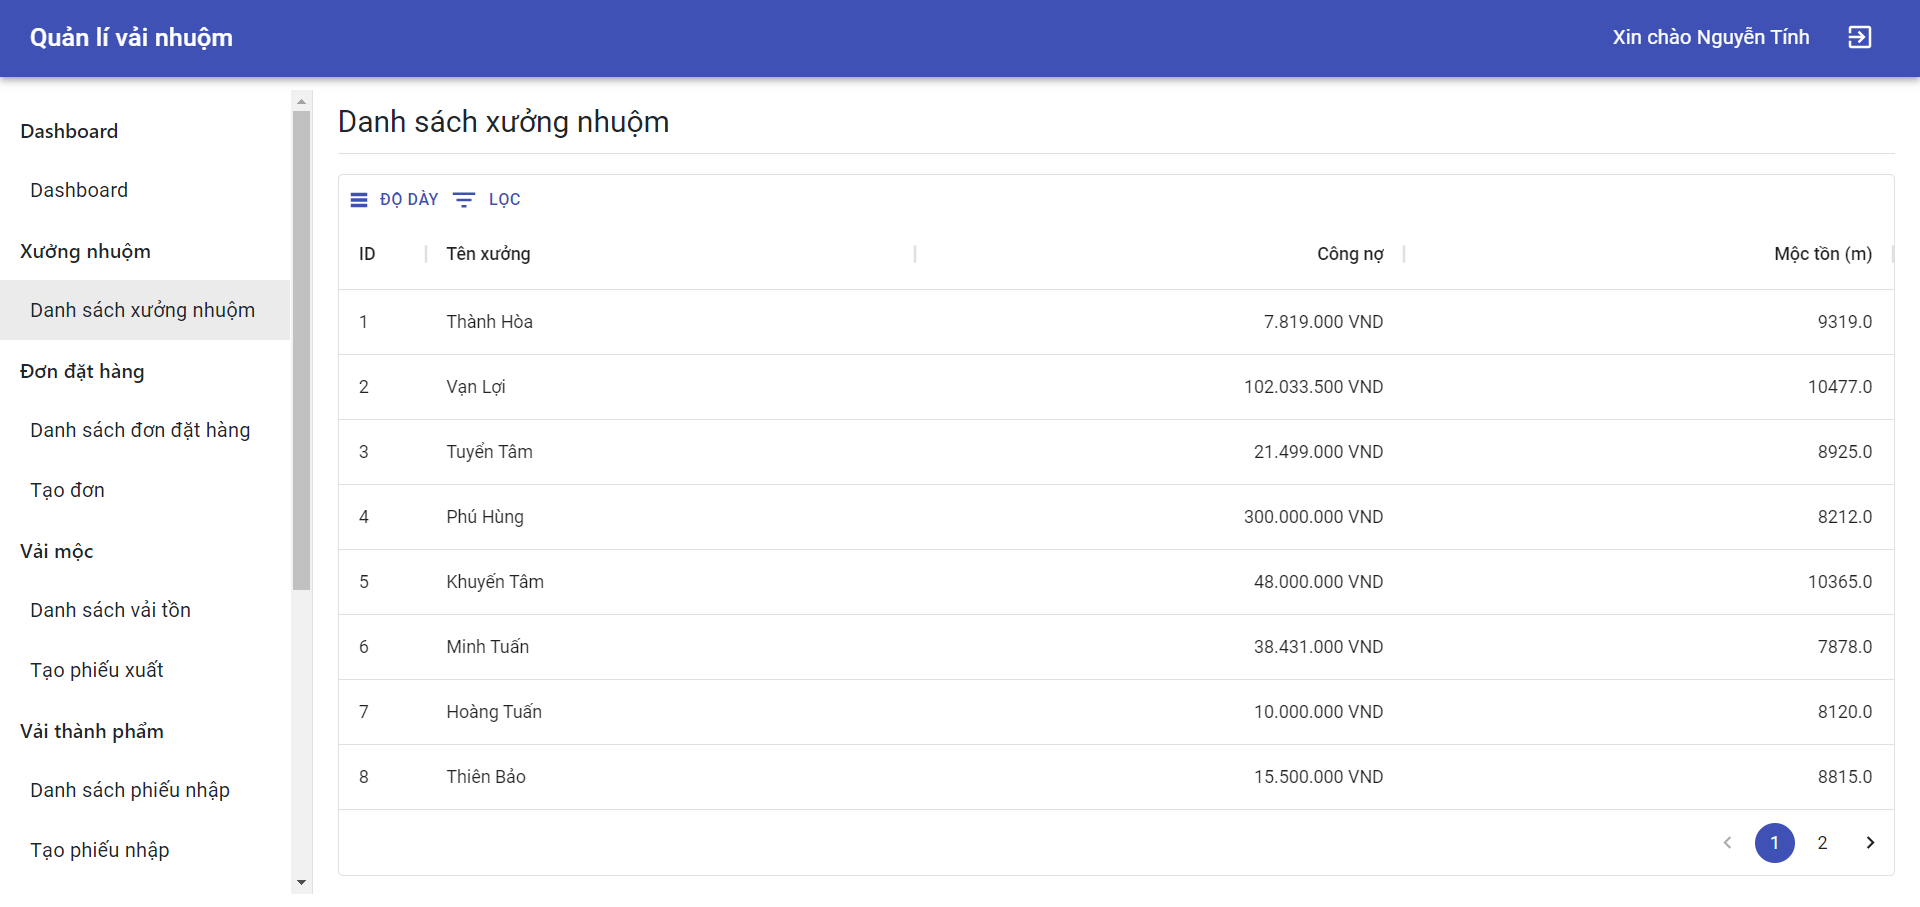 Quản lí vải nhuộm
Xin chào Nguyễn Tính
Dashboard
Dashboard
Xưởng nhuộm
Danh sách xưởng nhuộm
Đơn đặt hàng
Danh sách đơn đặt hàng
Tạo đơn
Vải mộc
Danh sách vải tồn
Tạo phiếu xuất
Vải thành phẩm
Danh sách phiếu nhập
Tạo phiếu nhập
Danh sách xưởng nhuộm
ĐỘ DÀY LỌC
ID Tên xưởng Công nợ Mộc tồn (m)
1 Thành Hòa 7.819.000 VND 9319.0
2 Vạn Lợi 102.033.500 VND 10477.0
3 Tuyển Tâm 21.499.000 VND 8925.0
4 Phú Hùng 300.000.000 VND 8212.0
5 Khuyến Tâm 48.000.000 VND 10365.0
6 Minh Tuấn 38.431.000 VND 7878.0
7 Hoàng Tuấn 10.000.000 VND 8120.0
8 Thiên Bảo 15.500.000 VND 8815.0
1 2